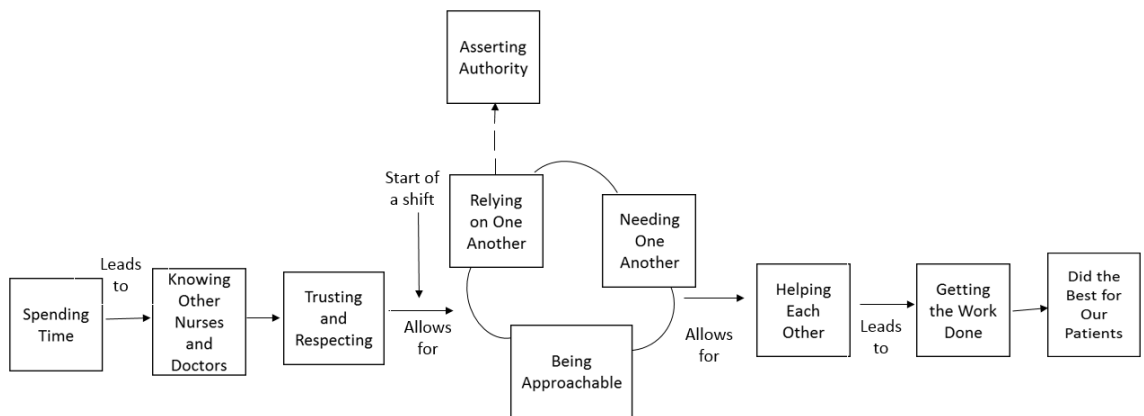 Asserting
Authority
Start of
a shift
Relying
on One
Another
Needing
One
Another
Leads
to
Spending
Time
Knowing
Other
Nurses
and
Doctors
Trusting
and
Respecting
Allows
for
Being
Approachable
Allows
for
Helping
Each
Other
Leads
to
Getting
the Work
Done
Did the
Best for
Our
Patients